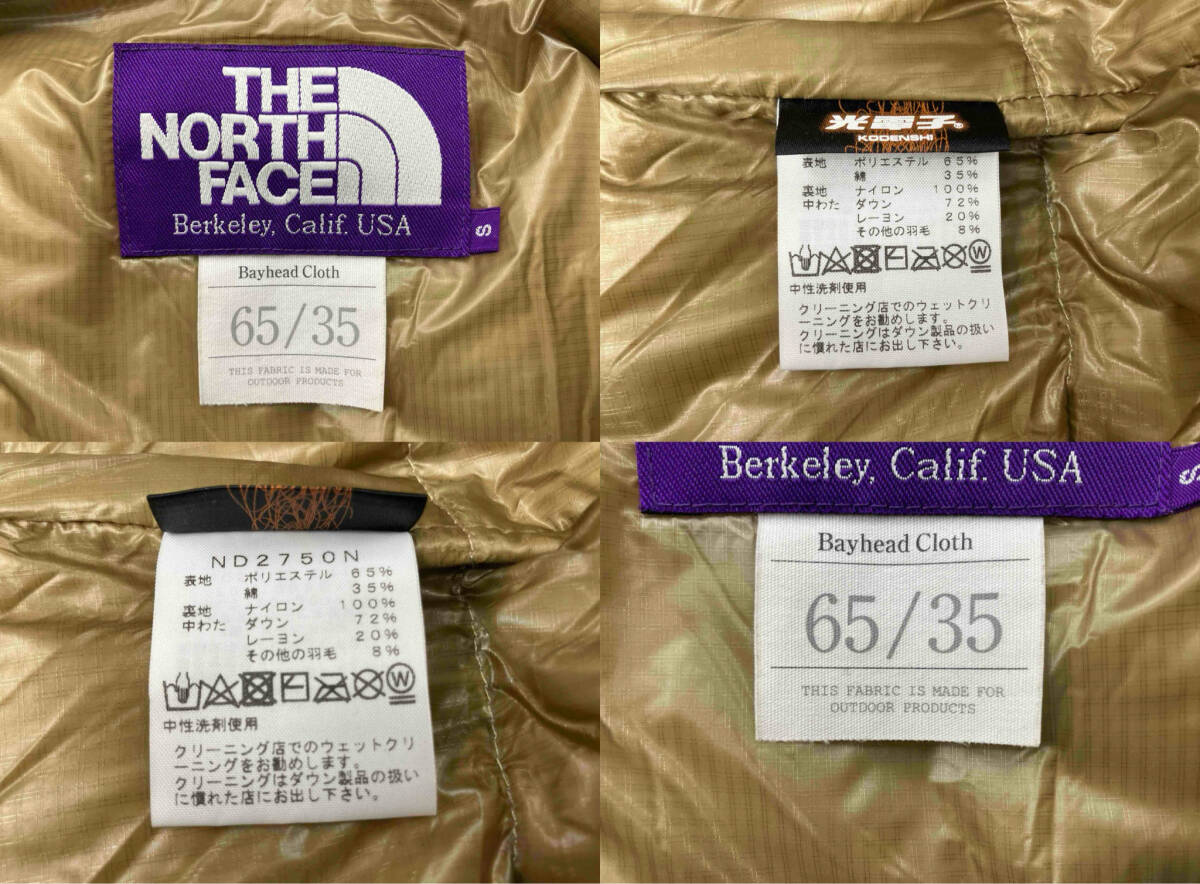 THE
NORTH
FACE
Berkeley, Calif. USA
S
Bayhead Cloth
65/35
THIS FABRIC IS MADE FOR
OUTDOOR PRODUCTS
光電子®
KODENSHI
表地 ポリエステル 65%
綿 35%
裏地 ナイロン 100%
中わた ダウン 72%
レーヨン 20%
その他の羽毛 8%
W
中性洗剤使用
クリーニング店でのウェットクリ
ーニングをお勧めします。
クリーニングはダウン製品の扱い
に慣れた店にお出し下さい。
ND2750N
表地 ポリエステル 65%
綿 35%
裏地 ナイロン 100%
中わた ダウン 72%
レーヨン 20%
その他の羽毛 8%
W
中性洗剤使用
クリーニング店でのウェットクリ
ーニングをお勧めします。
クリーニングはダウン製品の扱い
に慣れた店にお出し下さい。
Berkeley, Calif. USA
S
Bayhead Cloth
65/35
THIS FABRIC IS MADE FOR
OUTDOOR PRODUCTS